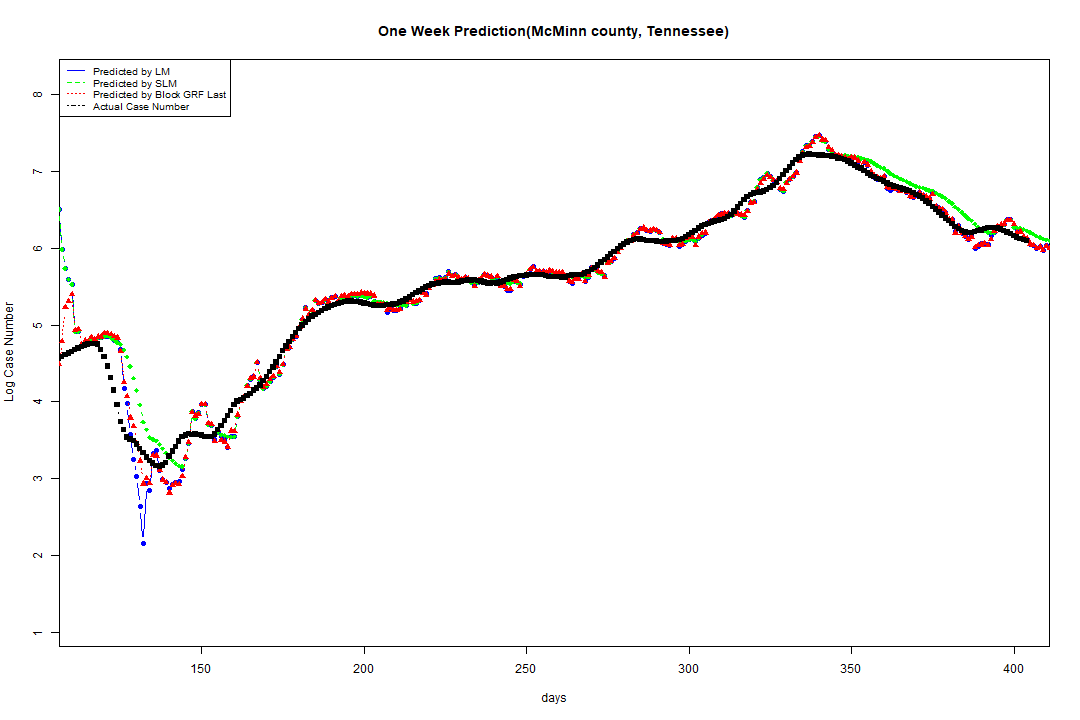 One Week Prediction(McMinn county, Tennessee)
Predicted by LM
Predicted by SLM
Predicted by Block GRF Last
Actual Case Number
8
7
6
5
4
3
2
1
Log Case Number
150 200 250 300 350 400
days